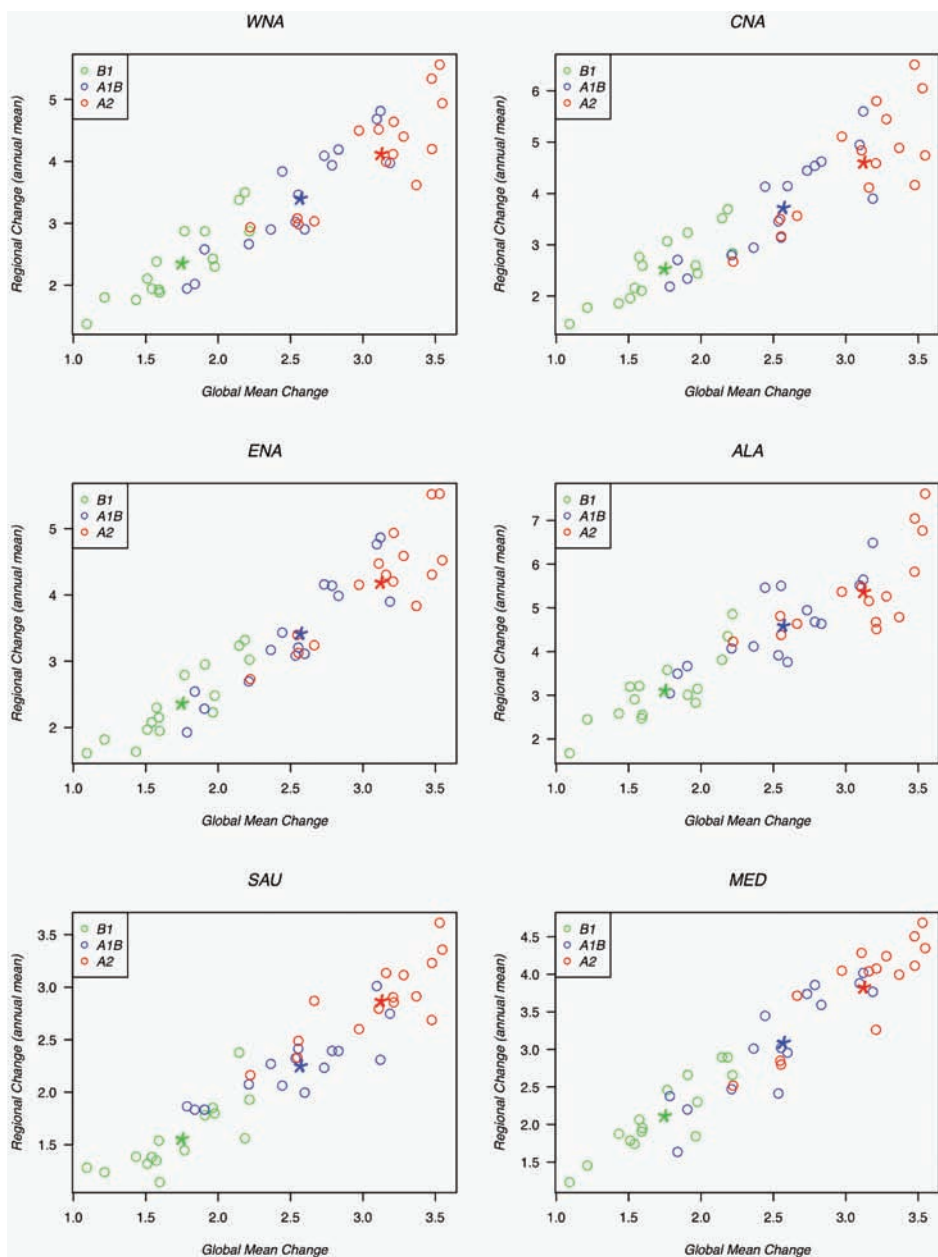 WNA
B1
A1B
A2
5
4
3
2
Regional Change (annual mean)
1.0 1.5 2.0 2.5 3.0 3.5
Global Mean Change
CNA
B1
A1B
A2
6
5
4
3
2
Regional Change (annual mean)
1.0 1.5 2.0 2.5 3.0 3.5
Global Mean Change
ENA
B1
A1B
A2
5
4
3
2
Regional Change (annual mean)
1.0 1.5 2.0 2.5 3.0 3.5
Global Mean Change
ALA
B1
A1B
A2
7
6
5
4
3
2
Regional Change (annual mean)
1.0 1.5 2.0 2.5 3.0 3.5
Global Mean Change
SAU
B1
A1B
A2
3.5
3.0
2.5
2.0
1.5
Regional Change (annual mean)
1.0 1.5 2.0 2.5 3.0 3.5
Global Mean Change
MED
B1
A1B
A2
4.5
4.0
3.5
3.0
2.5
2.0
1.5
Regional Change (annual mean)
1.0 1.5 2.0 2.5 3.0 3.5
Global Mean Change